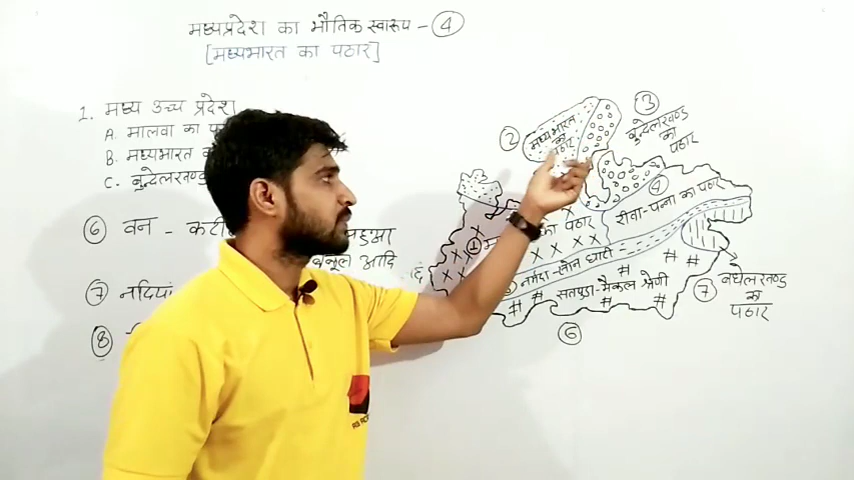 मध्यप्रदेश का भौतिक स्वरूप - ④
[मध्यभारत का पठार]
1. मध्य उच्च प्रदेश
A. मालवा का
B. मध्यभारत
C. बुन्देलखण्ड
⑥ वन -
आदि
⑦ नदियां
⑧
②
मध्यभारत
का
पठार
③
बुन्देलखण्ड
का
पठार
④
रीवा-पन्ना का पठार
①
का पठार
नर्मदा-सोन घाटी
सतपुड़ा-मैकल श्रेणी
⑥
⑦ बघेलखण्ड
का
पठार